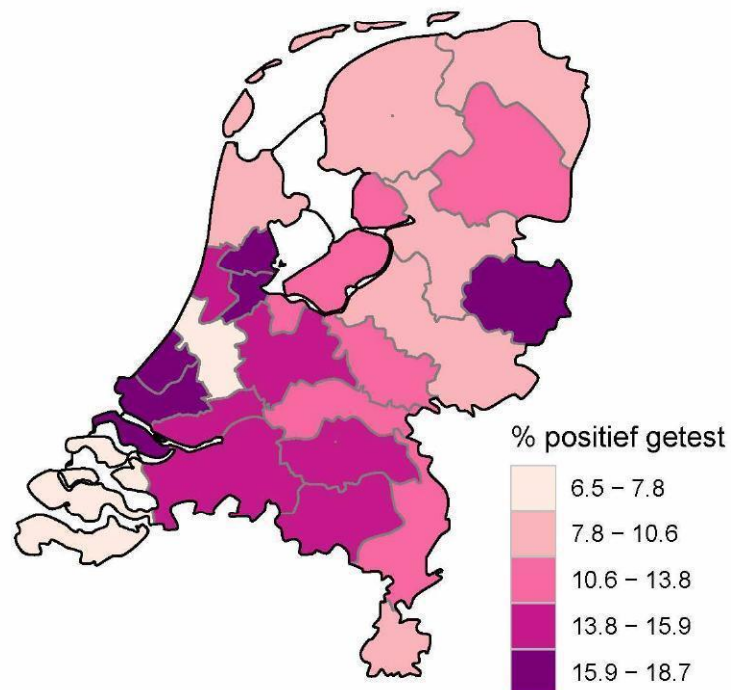 % positief getest
6.5 – 7.8
7.8 – 10.6
10.6 – 13.8
13.8 – 15.9
15.9 – 18.7